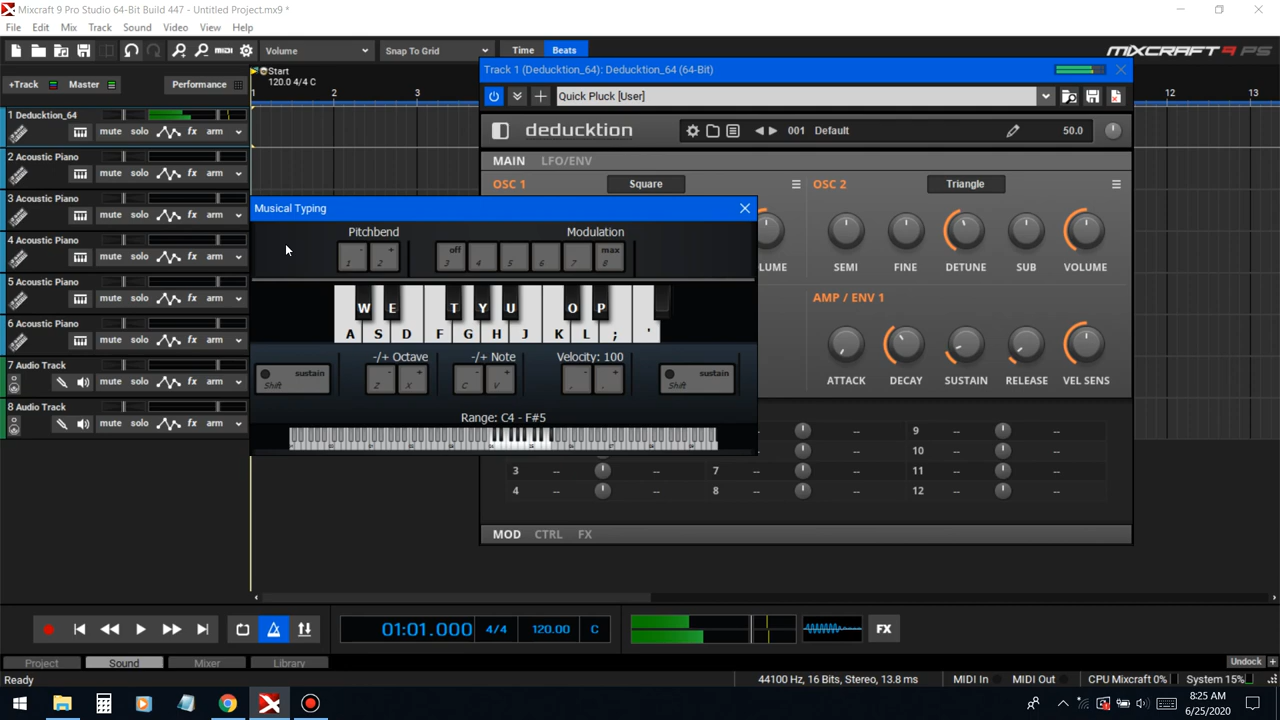 Mixcraft 9 Pro Studio 64-Bit Build 447 - Untitled Project.mx9 *
File Edit Mix Track Sound Video View Help
MIDI Volume Snap To Grid Time Beats MIXCRAFT 9 PS
+Track Master Performance
Start
120.0 4/4 C
1 2 3 12 13
Track 1 (Deducktion_64): Deducktion_64 (64-Bit)
Quick Pluck [User]
deducktion 001 Default 50.0
MAIN LFO/ENV
OSC 1 Square OSC 2 Triangle
LUME SEMI FINE DETUNE SUB VOLUME
AMP / ENV 1
ATTACK DECAY SUSTAIN RELEASE VEL SENS
9 --
-- 10 --
3 -- -- 7 -- -- 11 --
4 -- -- 8 -- -- 12 --
MOD CTRL FX
1 Deducktion_64
mute solo fx arm
2 Acoustic Piano
mute solo fx arm
3 Acoustic Piano
mute solo fx arm
4 Acoustic Piano
mute solo fx arm
5 Acoustic Piano
mute solo fx arm
6 Acoustic Piano
mute solo fx arm
7 Audio Track
mute solo fx arm
8 Audio Track
mute solo fx arm
Musical Typing
Pitchbend Modulation
- + off max
1 2 3 4 5 6 7 8
W E T Y U O P
A S D F G H J K L ; '
-/+ Octave -/+ Note Velocity: 100
sustain - + - + - + sustain
Shift Z X C V , . Shift
Range: C4 - F#5
01:01.000 4/4 120.00 C FX
Project Sound Mixer Library Undock +
Ready 44100 Hz, 16 Bits, Stereo, 13.8 ms MIDI In MIDI Out CPU Mixcraft 0% System 15%
8:25 AM
6/25/2020